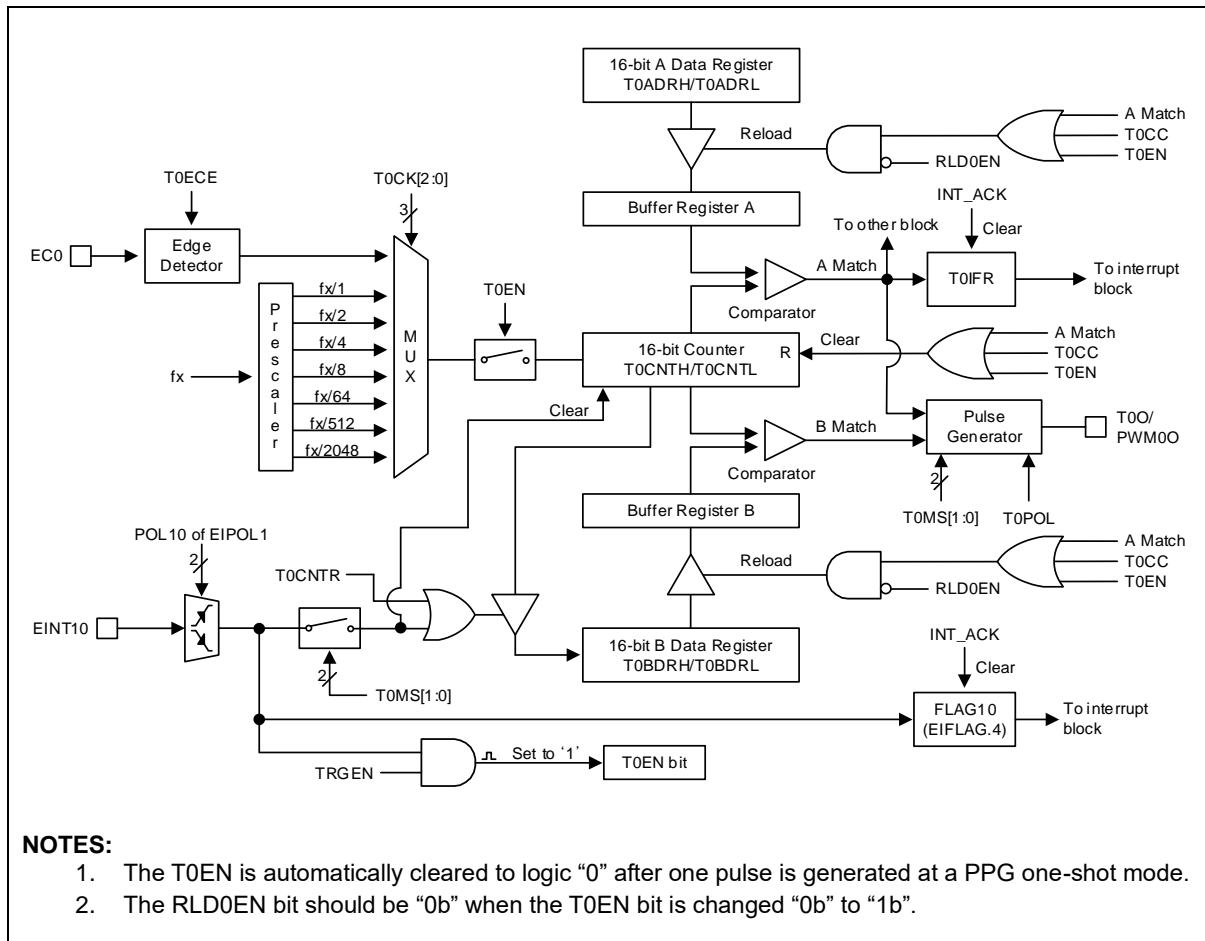 16-bit A Data Register
T0ADRH/T0ADRL
A Match
T0CC
T0EN
Reload
RLD0EN
T0ECE
T0CK[2:0]
3
INT_ACK
Clear
Buffer Register A
To other block
EC0
Edge
Detector
A Match
T0IFR
To interrupt
block
Comparator
Prescaler
fx/1
fx/2
fx/4
fx/8
fx/64
fx/512
fx/2048
MUX
T0EN
fx
16-bit Counter
T0CNTH/T0CNTL
R
Clear
A Match
T0CC
T0EN
Clear
B Match
Comparator
Pulse
Generator
T0O/
PWM0O
2
T0MS[1:0]
T0POL
Buffer Register B
POL10 of EIPOL1
2
T0CNTR
Reload
RLD0EN
A Match
T0CC
T0EN
EINT10
2
T0MS[1:0]
16-bit B Data Register
T0BDRH/T0BDRL
INT_ACK
Clear
FLAG10
(EIFLAG.4)
To interrupt
block
TRGEN
Set to ‘1’
T0EN bit
NOTES:
1. The T0EN is automatically cleared to logic “0” after one pulse is generated at a PPG one-shot mode.
2. The RLD0EN bit should be “0b” when the T0EN bit is changed “0b” to “1b”.